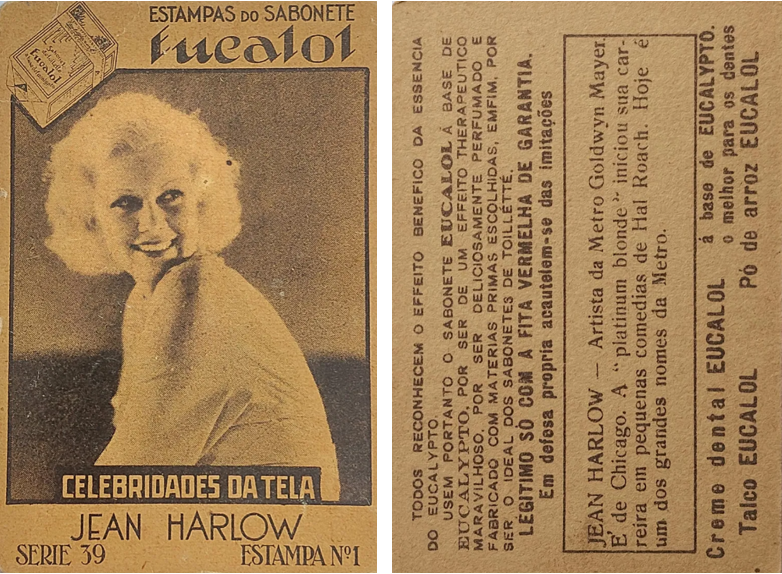 ESTAMPAS DO SABONETE
Eucalol
Eucalol
CELEBRIDADES DA TELA
JEAN HARLOW
SERIE 39 ESTAMPA Nº1
TODOS RECONHECEM O EFFEITO BENEFICO DA ESSENCIA
DO EUCALYPTO.
USEM PORTANTO O SABONETE EUCALOL Á BASE DE
EUCALYPTO, POR SER DE UM EFFEITO THERAPEUTICO
MARAVILHOSO, POR SER DELICIOSAMENTE PERFUMADO E
FABRICADO COM MATERIAS PRIMAS ESCOLHIDAS, EMFIM, POR
SER O IDEAL DOS SABONETES DE TOILLETTE,
LEGITIMO SÓ COM A FITA VERMELHA DE GARANTIA.
Em defesa propria acautelem-se das imitações
JEAN HARLOW — Artista da Metro Goldwyn Mayer.
E' de Chicago. A "platinum blonde" iniciou sua car-
reira em pequenas comedias de Hal Roach. Hoje é
um dos grandes nomes da Metro.
Creme dental EUCALOL á base de EUCALYPTO.
o melhor para os dentes
Talco EUCALOL Pó de arroz EUCALOL